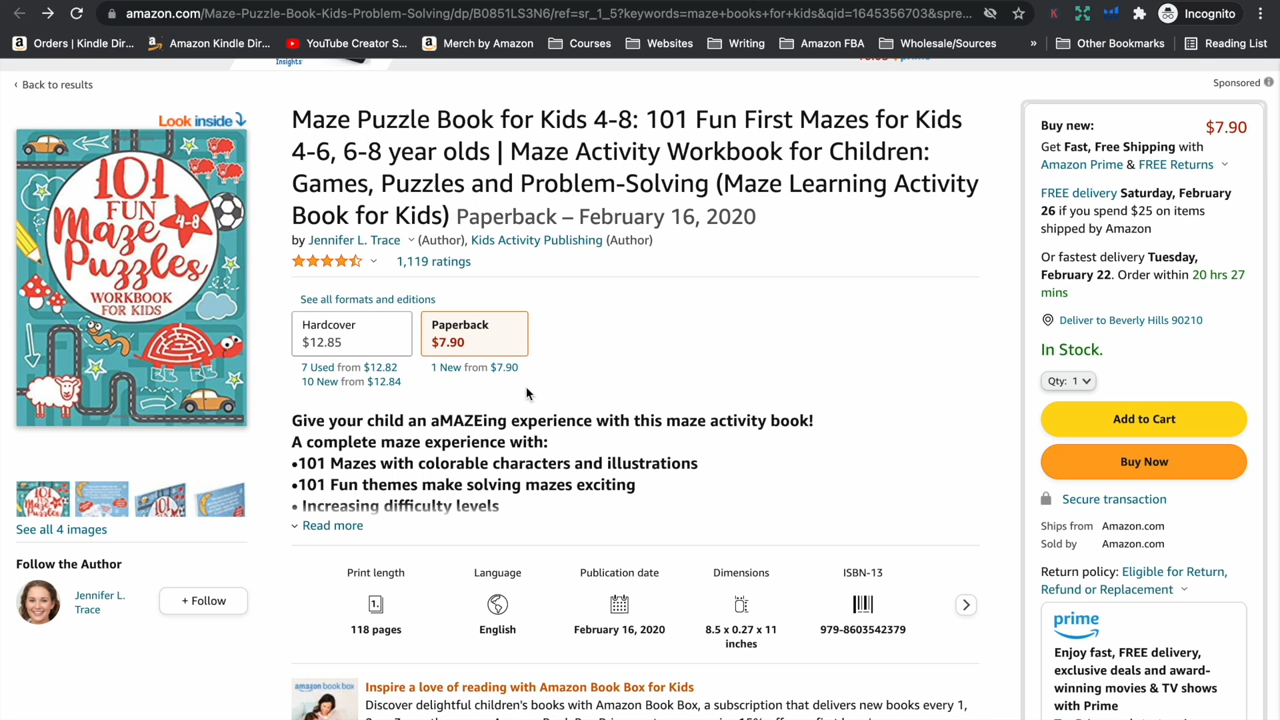 amazon.com/Maze-Puzzle-Book-Kids-Problem-Solving/dp/B0851LS3N6/ref=sr_1_5?keywords=maze+books+for+kids&qid=1645356703&spre...
Incognito
Orders | Kindle Dir...
Amazon Kindle Dir...
YouTube Creator S...
Merch by Amazon
Courses
Websites
Writing
Amazon FBA
Wholesale/Sources
»
Other Bookmarks
Reading List
Insights
‹ Back to results
Sponsored
Look inside
101
FUN
Maze
4-8
Puzzles
WORKBOOK
FOR KIDS
See all 4 images
Follow the Author
Jennifer L.
Trace
+ Follow
Maze Puzzle Book for Kids 4-8: 101 Fun First Mazes for Kids
4-6, 6-8 year olds | Maze Activity Workbook for Children:
Games, Puzzles and Problem-Solving (Maze Learning Activity
Book for Kids) Paperback – February 16, 2020
by Jennifer L. Trace (Author), Kids Activity Publishing (Author)
1,119 ratings
See all formats and editions
Hardcover
$12.85
Paperback
$7.90
7 Used from $12.82
10 New from $12.84
1 New from $7.90
Give your child an aMAZEing experience with this maze activity book!
A complete maze experience with:
•101 Mazes with colorable characters and illustrations
•101 Fun themes make solving mazes exciting
• Increasing difficulty levels
Read more
Print length
1.
118 pages
Language
English
Publication date
February 16, 2020
Dimensions
8.5 x 0.27 x 11
inches
ISBN-13
979-8603542379
amazon book box
Inspire a love of reading with Amazon Book Box for Kids
Discover delightful children's books with Amazon Book Box, a subscription that delivers new books every 1,
Buy new:
$7.90
Get Fast, Free Shipping with
Amazon Prime & FREE Returns
FREE delivery Saturday, February
26 if you spend $25 on items
shipped by Amazon
Or fastest delivery Tuesday,
February 22. Order within 20 hrs 27
mins
Deliver to Beverly Hills 90210
In Stock.
Qty: 1
Add to Cart
Buy Now
Secure transaction
Ships from Amazon.com
Sold by Amazon.com
Return policy: Eligible for Return,
Refund or Replacement
prime
Enjoy fast, FREE delivery,
exclusive deals and award-
winning movies & TV shows
with Prime